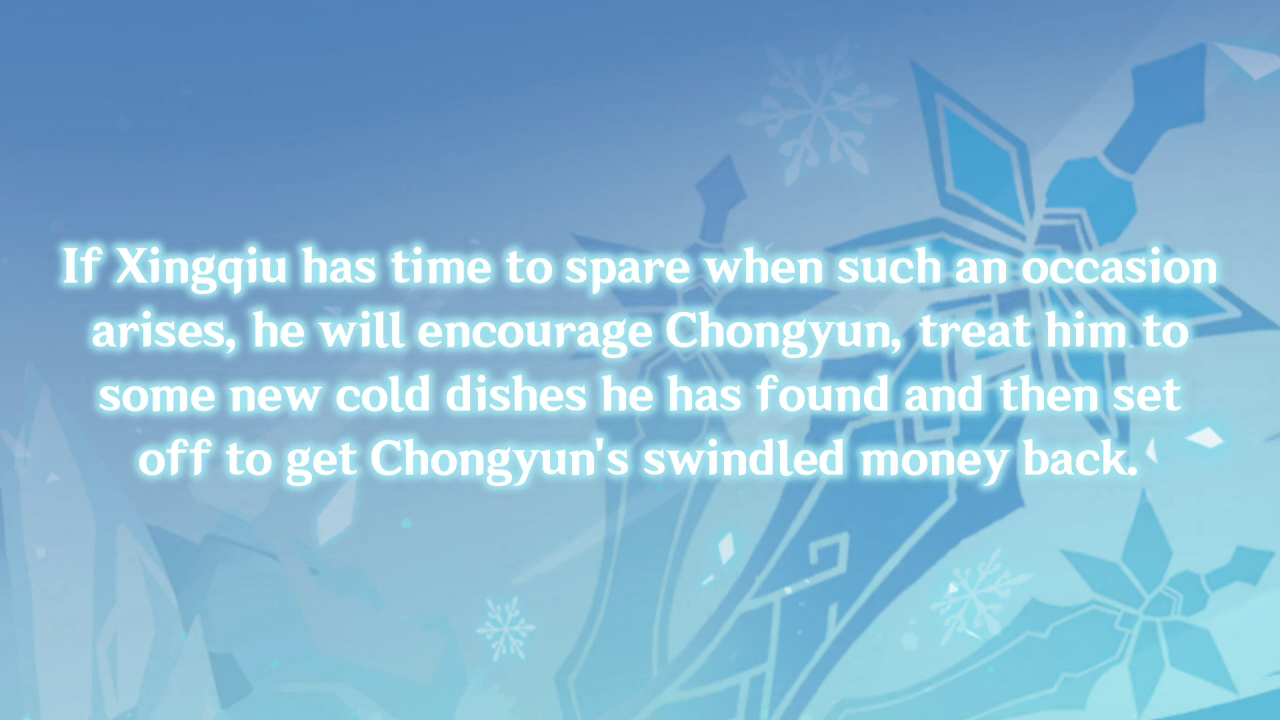 If Xingqiu has time to spare when such an occasion
arises, he will encourage Chongyun, treat him to
some new cold dishes he has found and then set
off to get Chongyun's swindled money back.